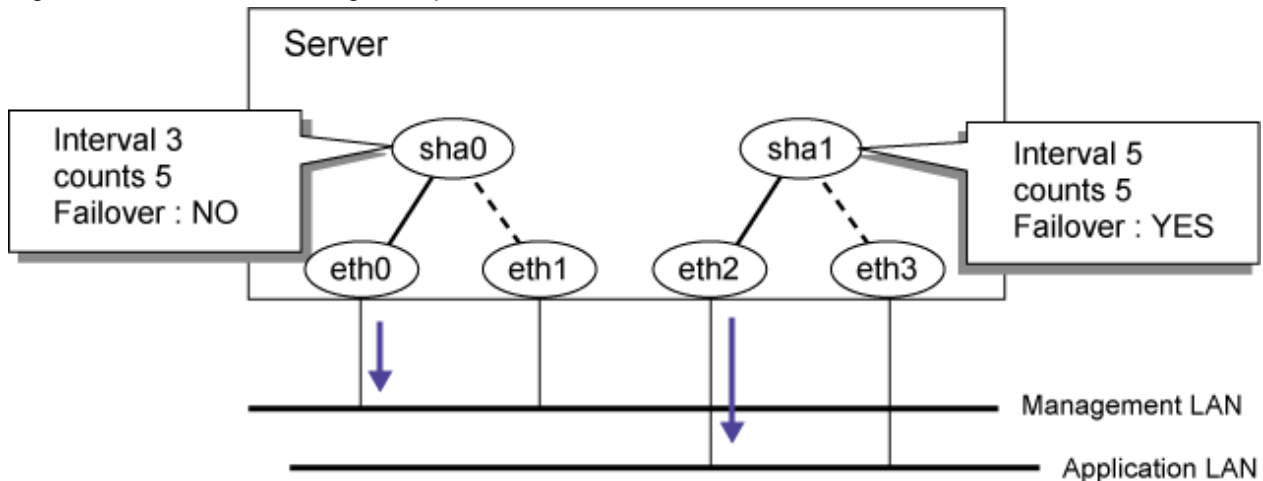 Server
Interval 3
counts 5
Failover : NO
sha0
sha1
Interval 5
counts 5
Failover : YES
eth0
eth1
eth2
eth3
Management LAN
Application LAN